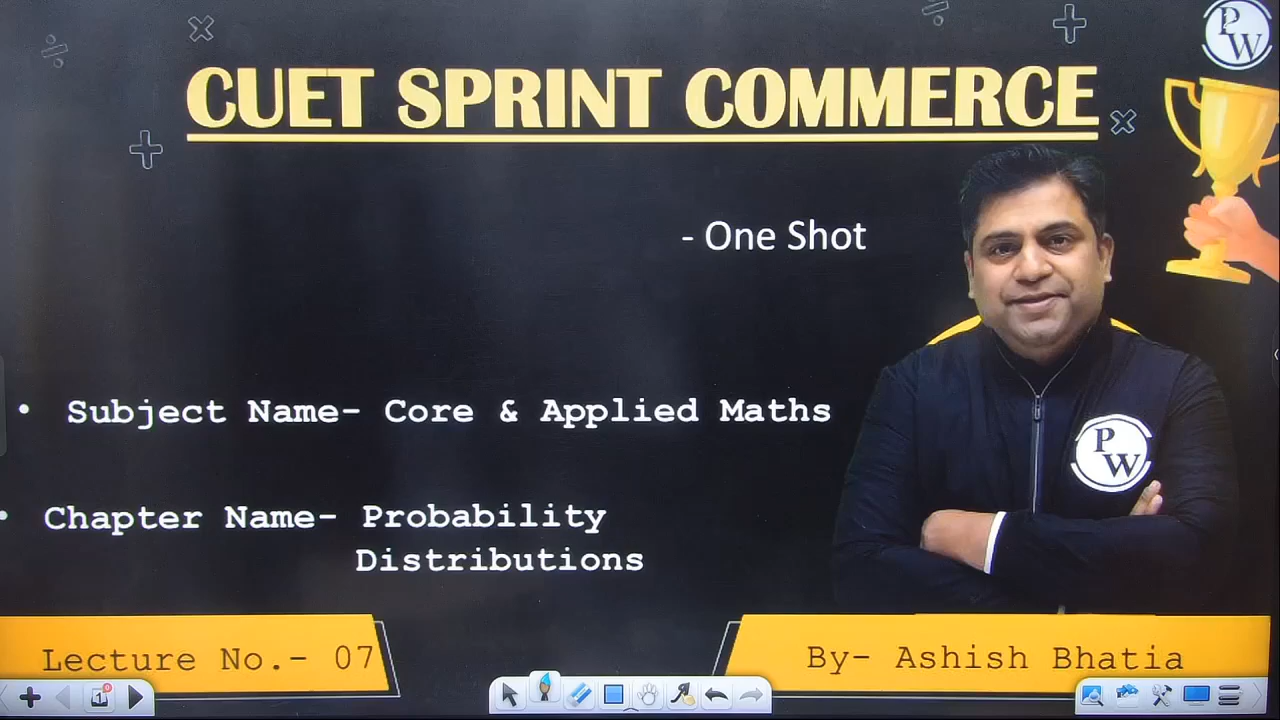 PW
CUET SPRINT COMMERCE
- One Shot
• Subject Name- Core & Applied Maths
PW
• Chapter Name- Probability
Distributions
Lecture No.- 07
By- Ashish Bhatia
1